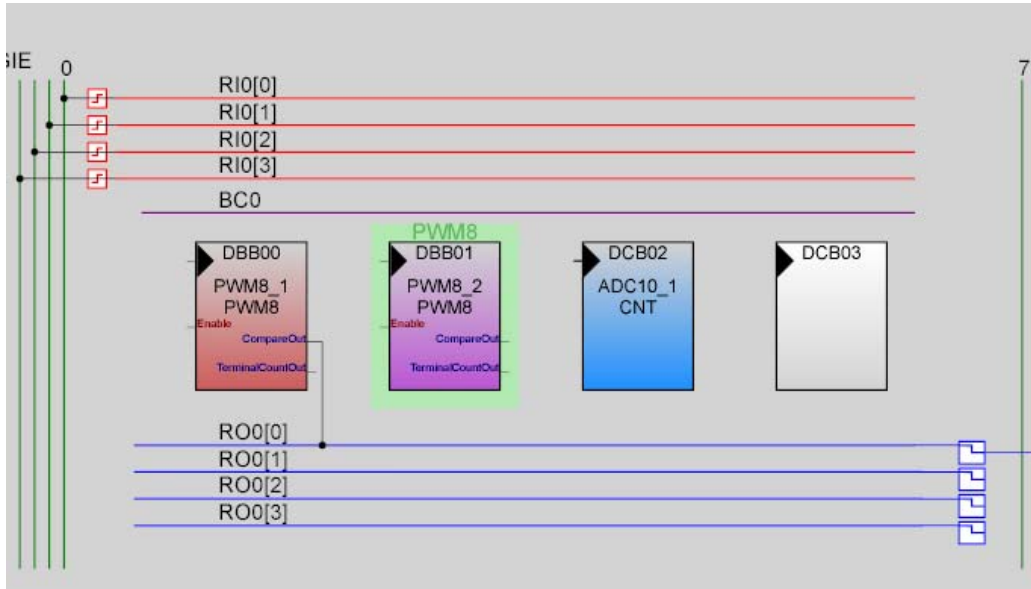 GIE
0
7
RI0[0]
RI0[1]
RI0[2]
RI0[3]
BC0
PWM8
DBB00
PWM8_1
PWM8
Enable
CompareOut
TerminalCountOut
DBB01
PWM8_2
PWM8
Enable
CompareOut
TerminalCountOut
DCB02
ADC10_1
CNT
DCB03
RO0[0]
RO0[1]
RO0[2]
RO0[3]